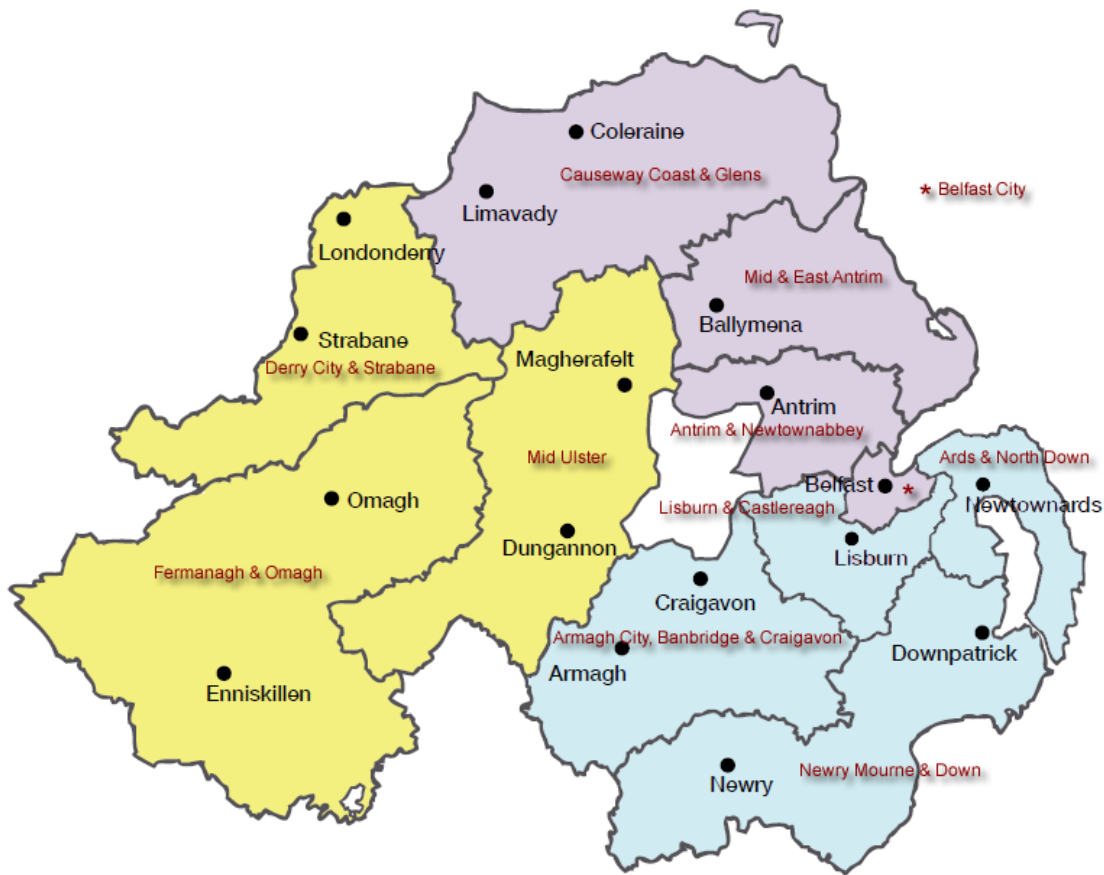 Coleraine
Causeway Coast & Glens
* Belfast City
Limavady
Londonderry
Mid & East Antrim
Ballymena
Strabane
Magherafelt
Derry City & Strabane
Antrim
Antrim & Newtownabbey
Mid Ulster
Ards & North Down
Belfast
*
Omagh
Newtownards
Lisburn & Castlereagh
Dungannon
Lisburn
Fermanagh & Omagh
Craigavon
Armagh City, Banbridge & Craigavon
Downpatrick
Armagh
Enniskillen
Newry Mourne & Down
Newry